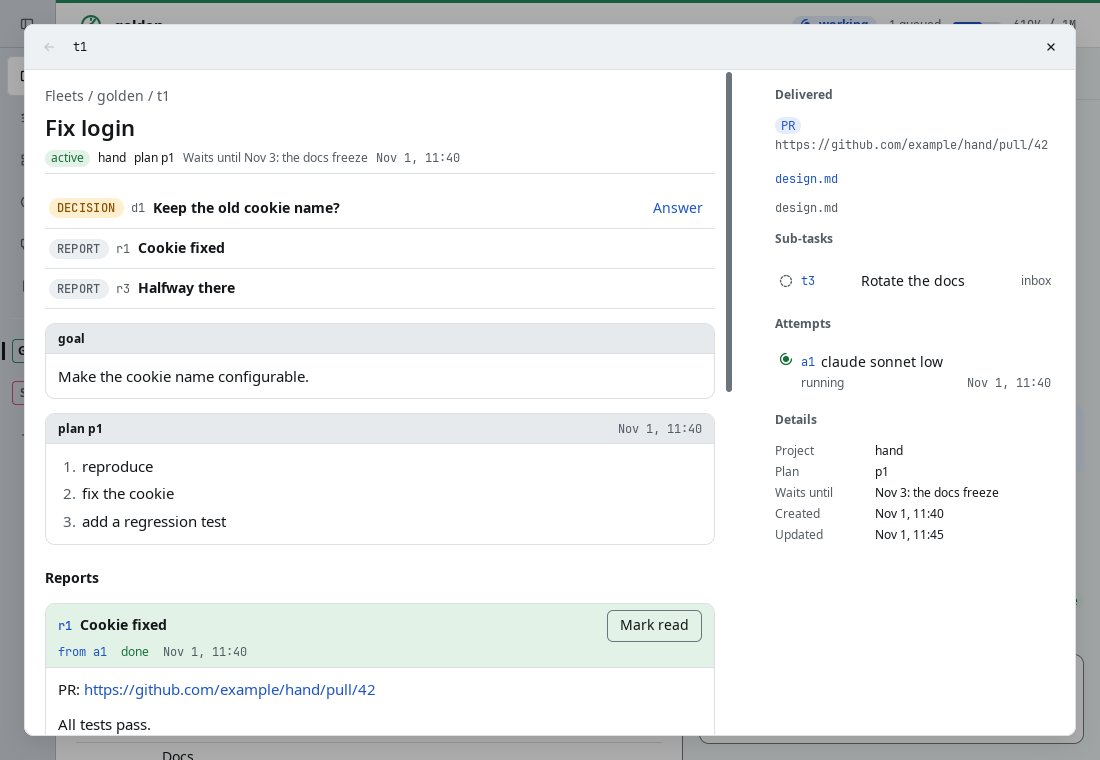 t1
Fleets / golden / t1
Fix login
active hand plan p1 Waits until Nov 3: the docs freeze Nov 1, 11:40
DECISION d1 Keep the old cookie name? Answer
REPORT r1 Cookie fixed
REPORT r3 Halfway there
goal
Make the cookie name configurable.
plan p1 Nov 1, 11:40
1. reproduce
2. fix the cookie
3. add a regression test
Reports
r1 Cookie fixed Mark read
from a1 done Nov 1, 11:40
PR: https://github.com/example/hand/pull/42
All tests pass.
Delivered
PR
https://github.com/example/hand/pull/42
design.md
design.md
Sub-tasks
t3 Rotate the docs inbox
Attempts
a1 claude sonnet low
running Nov 1, 11:40
Details
Project hand
Plan p1
Waits until Nov 3: the docs freeze
Created Nov 1, 11:40
Updated Nov 1, 11:45
Docs